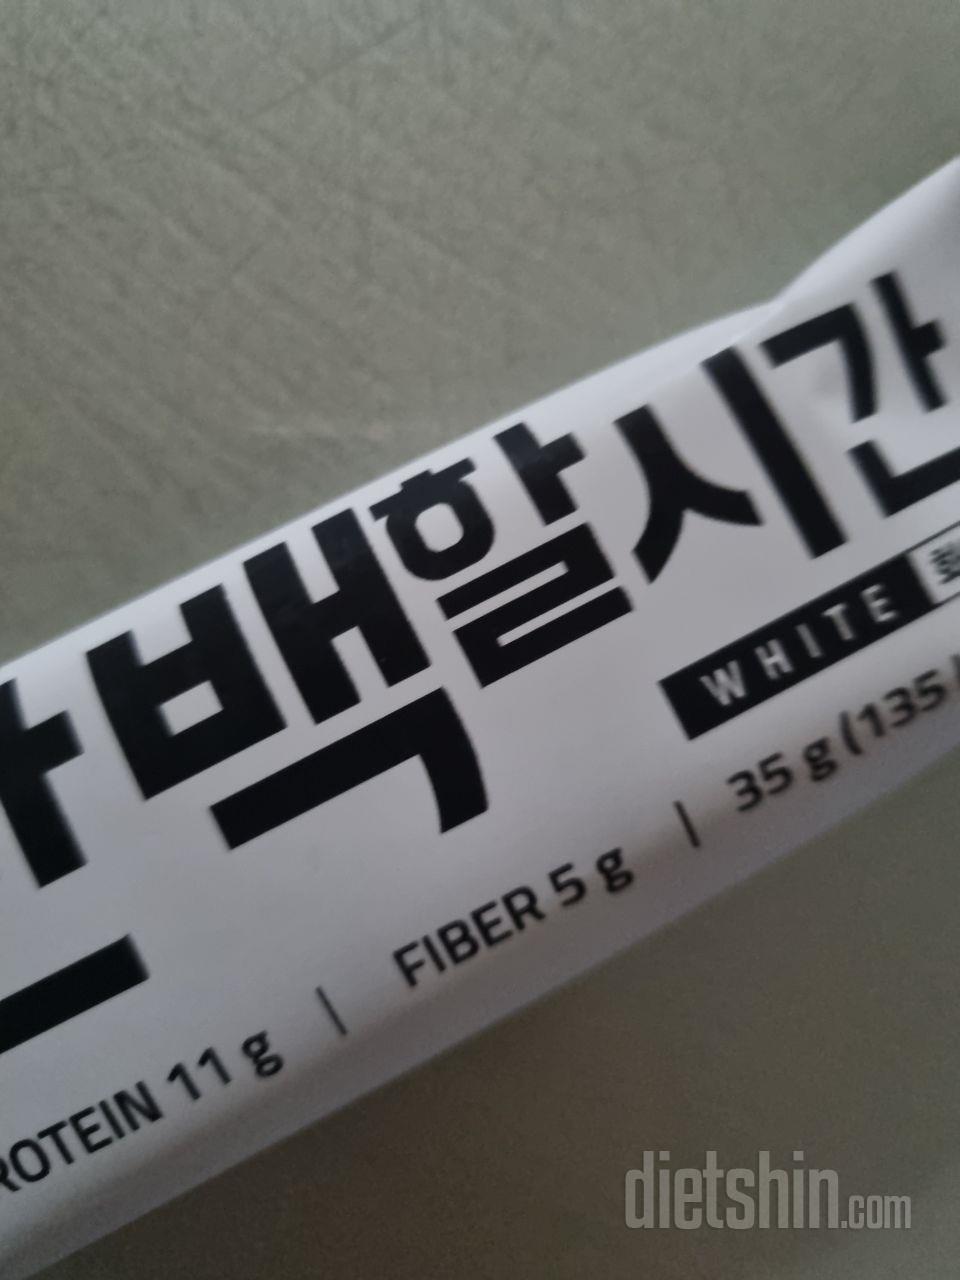 백할시간
WHITE
ROTEIN 11 g | FIBER 5 g | 35 g (135
dietshin.com